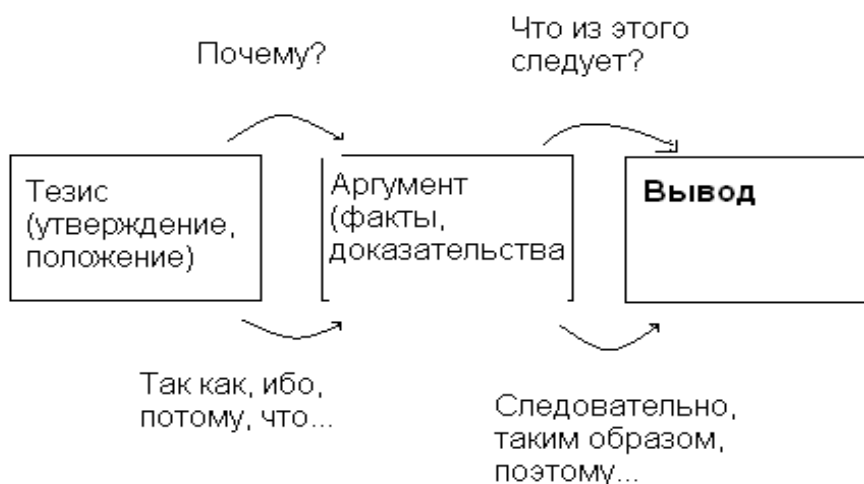 Почему?
Что из этого
следует?
Тезис
(утверждение,
положение)
Аргумент
(факты,
доказательства
Вывод
Так как, ибо,
потому, что...
Следовательно,
таким образом,
поэтому...